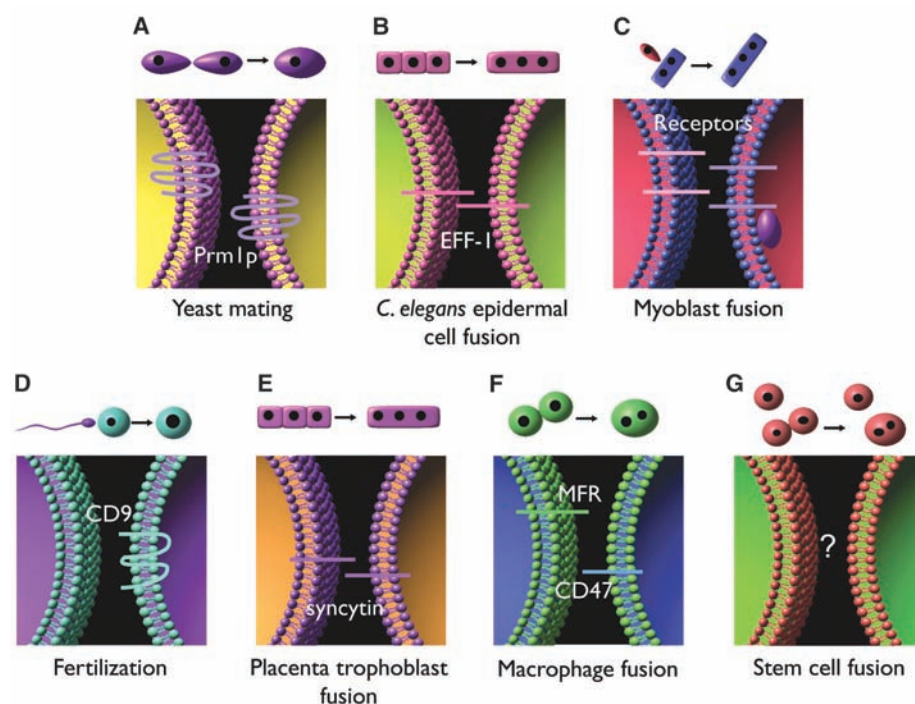 A
B
C
Receptors
Prm1p
EFF-1
Yeast mating
C. elegans epidermal
cell fusion
Myoblast fusion
D
E
F
G
CD9
syncytin
MFR
CD47
?
Fertilization
Placenta trophoblast
fusion
Macrophage fusion
Stem cell fusion